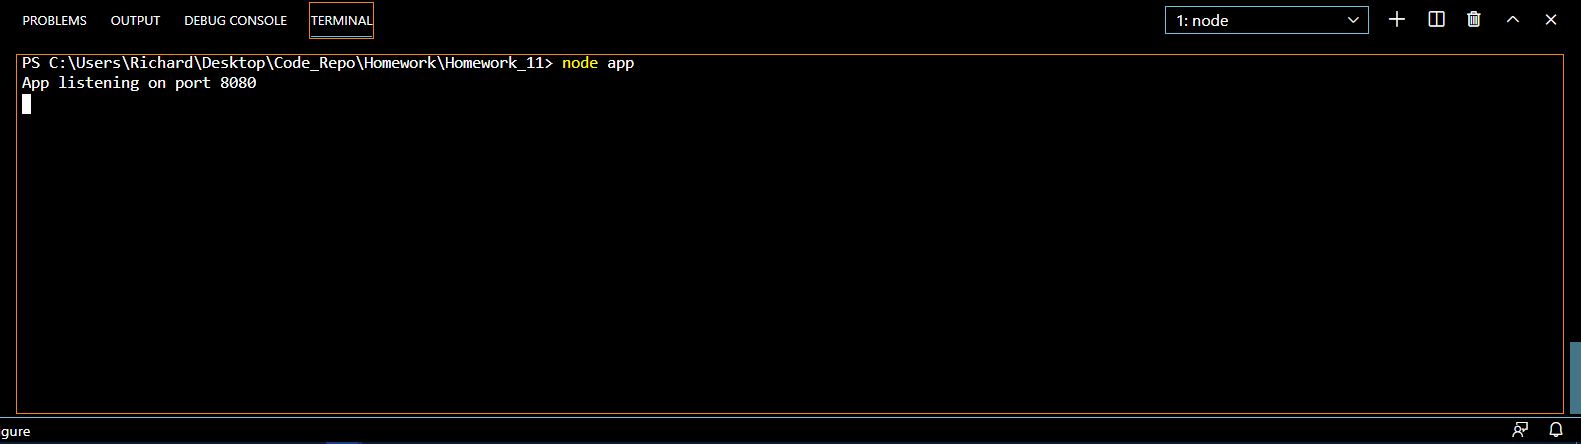 PROBLEMS OUTPUT DEBUG CONSOLE TERMINAL 1: node
PS C:\Users\Richard\Desktop\Code_Repo\Homework\Homework_11> node app
App listening on port 8080
gure